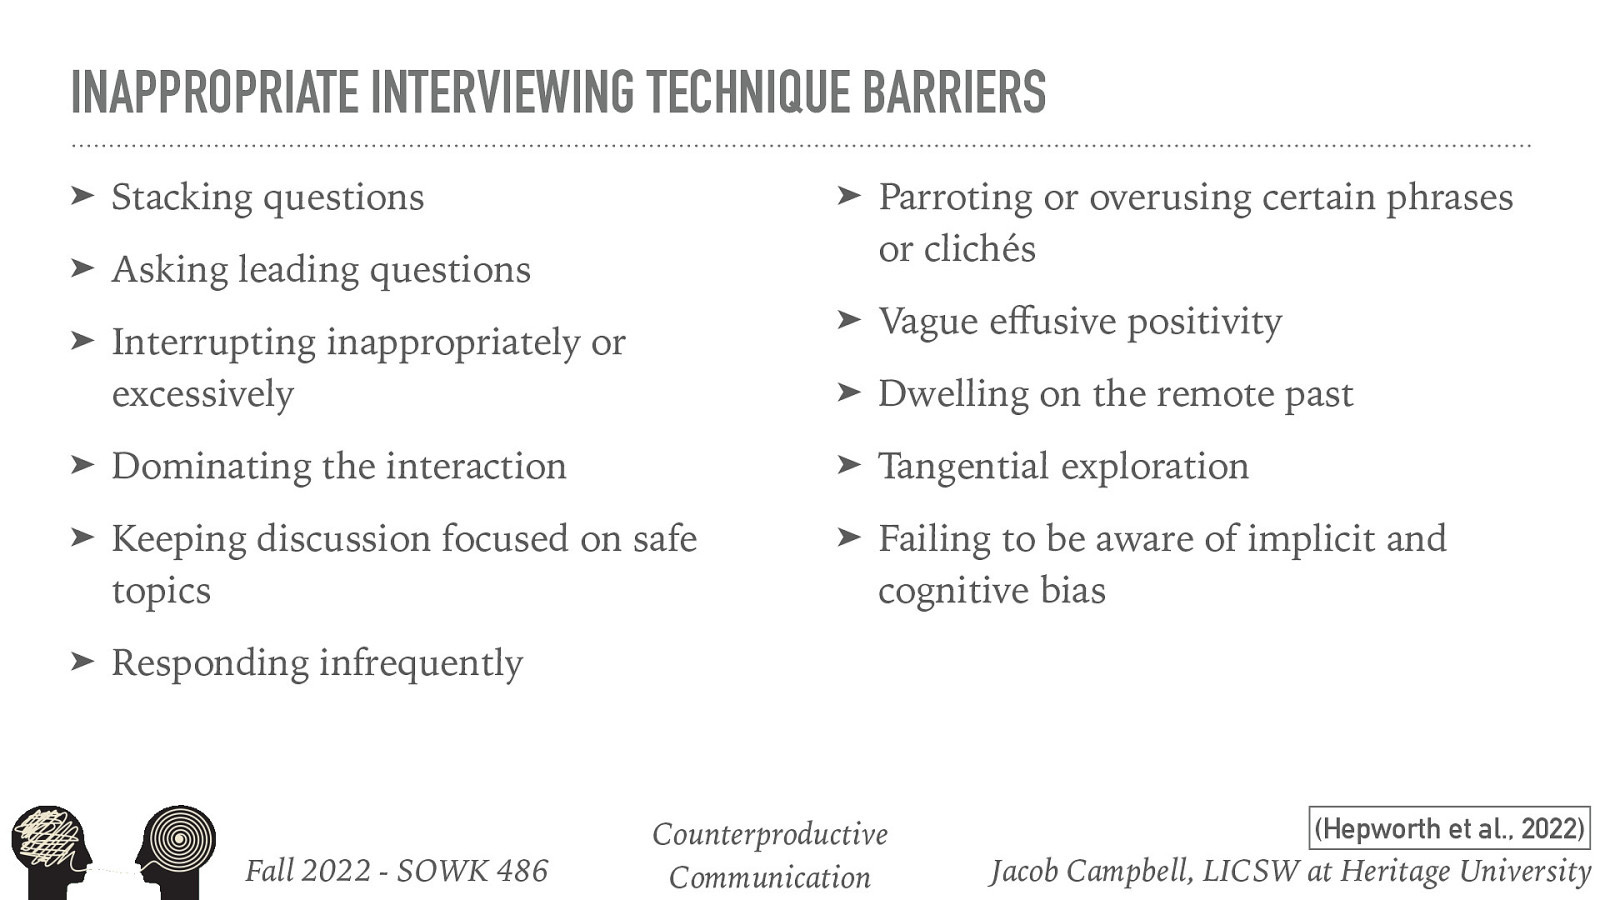 INAPPROPRIATE INTERVIEWING TECHNIQUE BARRIERS
➤ Stacking questions
➤ Asking leading questions
➤ Interrupting inappropriately or
excessively
➤ Dominating the interaction
➤ Keeping discussion focused on safe
topics
➤ Responding infrequently
➤ Parroting or overusing certain phrases
or clichés
➤ Vague effusive positivity
➤ Dwelling on the remote past
➤ Tangential exploration
➤ Failing to be aware of implicit and
cognitive bias
Fall 2022 - SOWK 486
Counterproductive
Communication
(Hepworth et al., 2022)
Jacob Campbell, LICSW at Heritage University